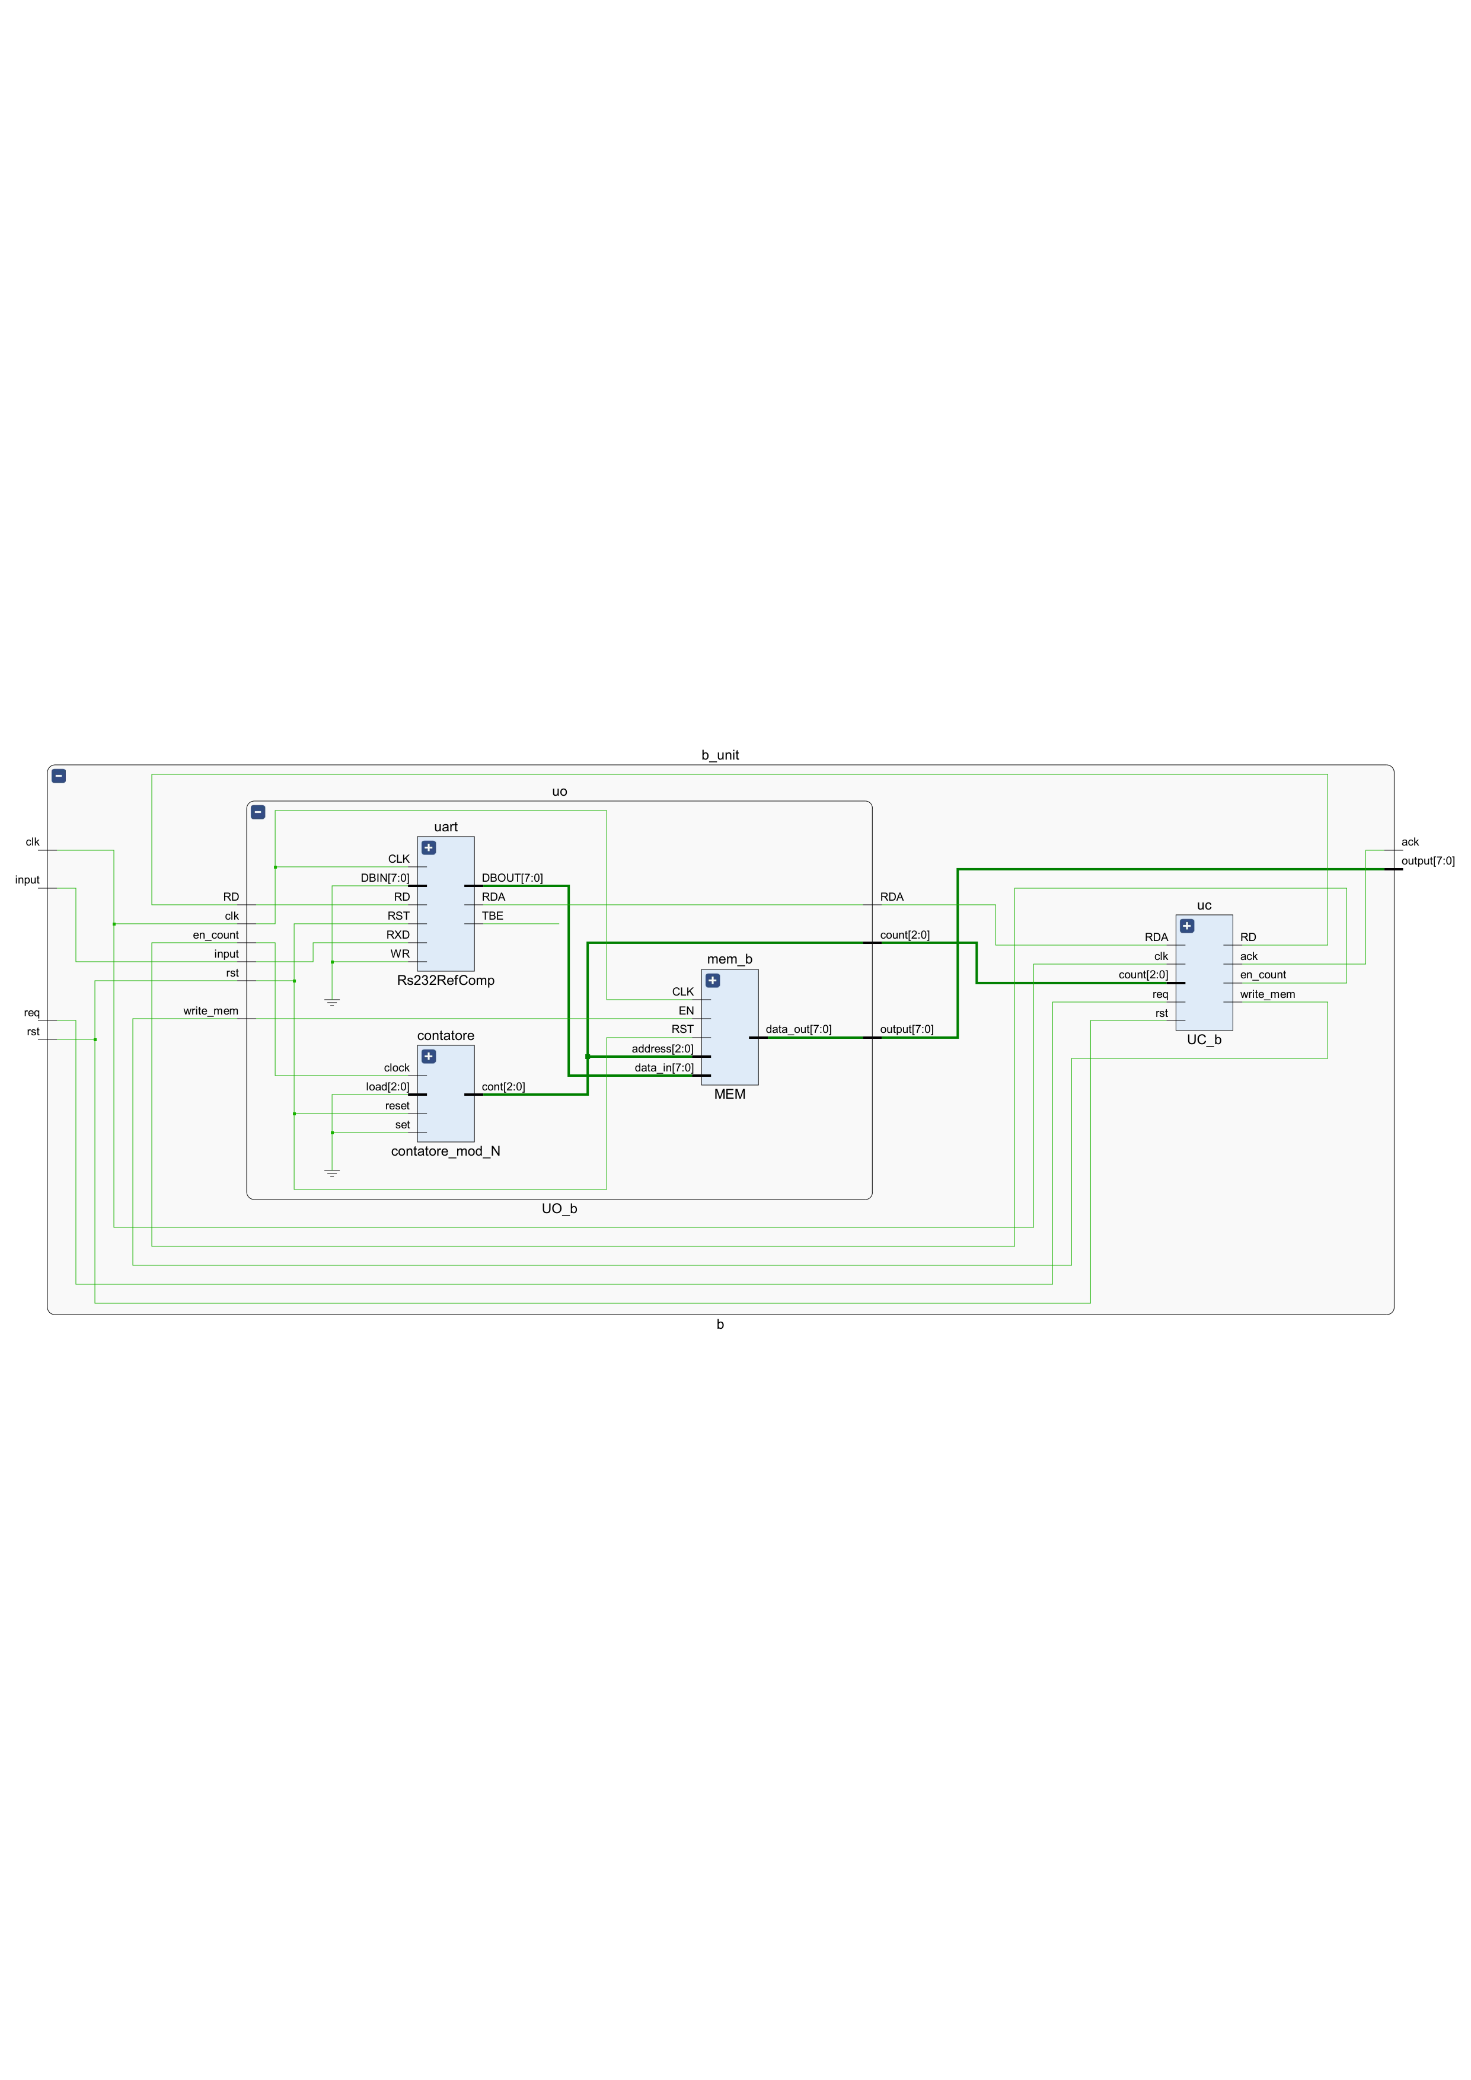 b_unit
uo
clk
input
req
rst
RD
clk
en_count
input
rst
write_mem
uart
CLK
DBIN[7:0]
RD
RST
RXD
WR
DBOUT[7:0]
RDA
TBE
Rs232RefComp
contatore
clock
load[2:0]
reset
set
cont[2:0]
contatore_mod_N
mem_b
CLK
EN
RST
address[2:0]
data_in[7:0]
data_out[7:0]
MEM
RDA
count[2:0]
output[7:0]
UO_b
uc
RDA
clk
count[2:0]
req
rst
RD
ack
en_count
write_mem
UC_b
ack
output[7:0]
b